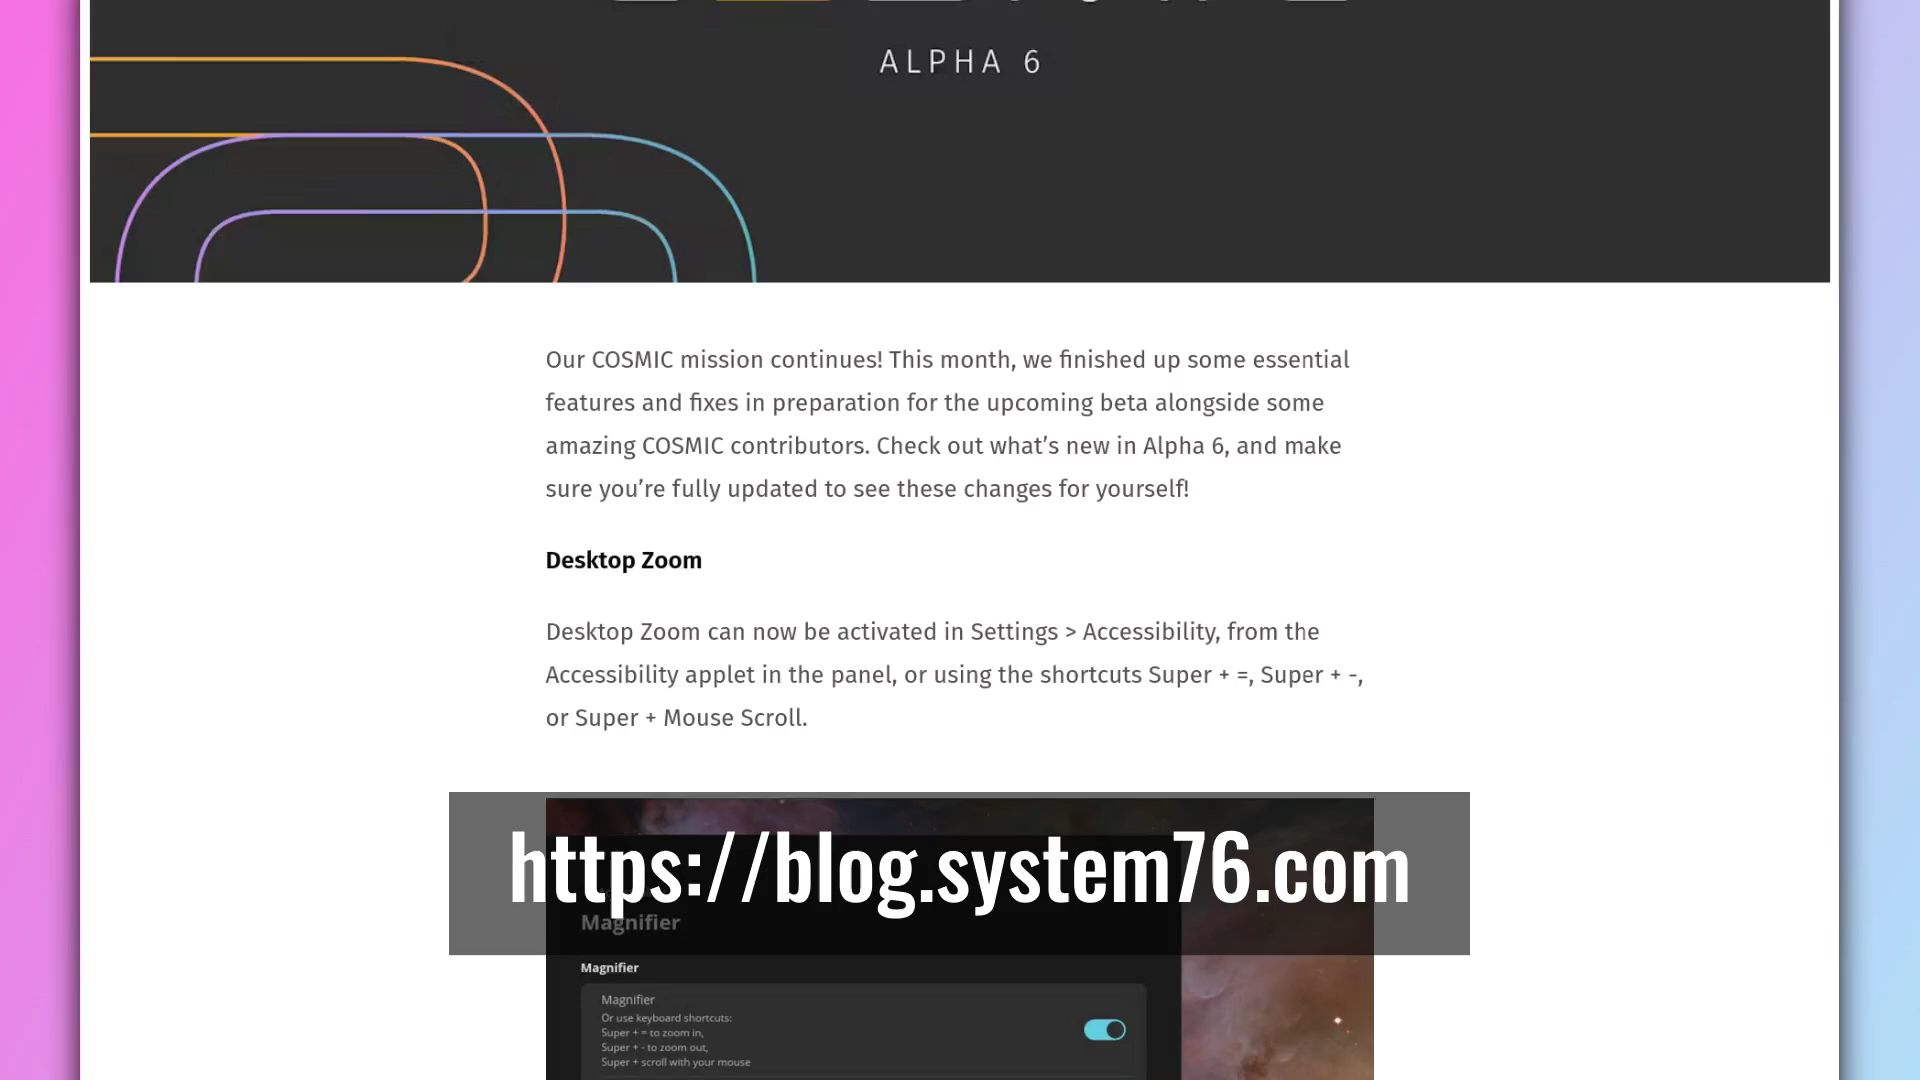 ALPHA 6
Our COSMIC mission continues! This month, we finished up some essential
features and fixes in preparation for the upcoming beta alongside some
amazing COSMIC contributors. Check out what’s new in Alpha 6, and make
sure you’re fully updated to see these changes for yourself!
Desktop Zoom
Desktop Zoom can now be activated in Settings > Accessibility, from the
Accessibility applet in the panel, or using the shortcuts Super + =, Super + -,
or Super + Mouse Scroll.
https://blog.system76.com
Magnifier
Magnifier
Magnifier
Or use keyboard shortcuts:
Super + = to zoom in,
Super + - to zoom out,
Super + scroll with your mouse